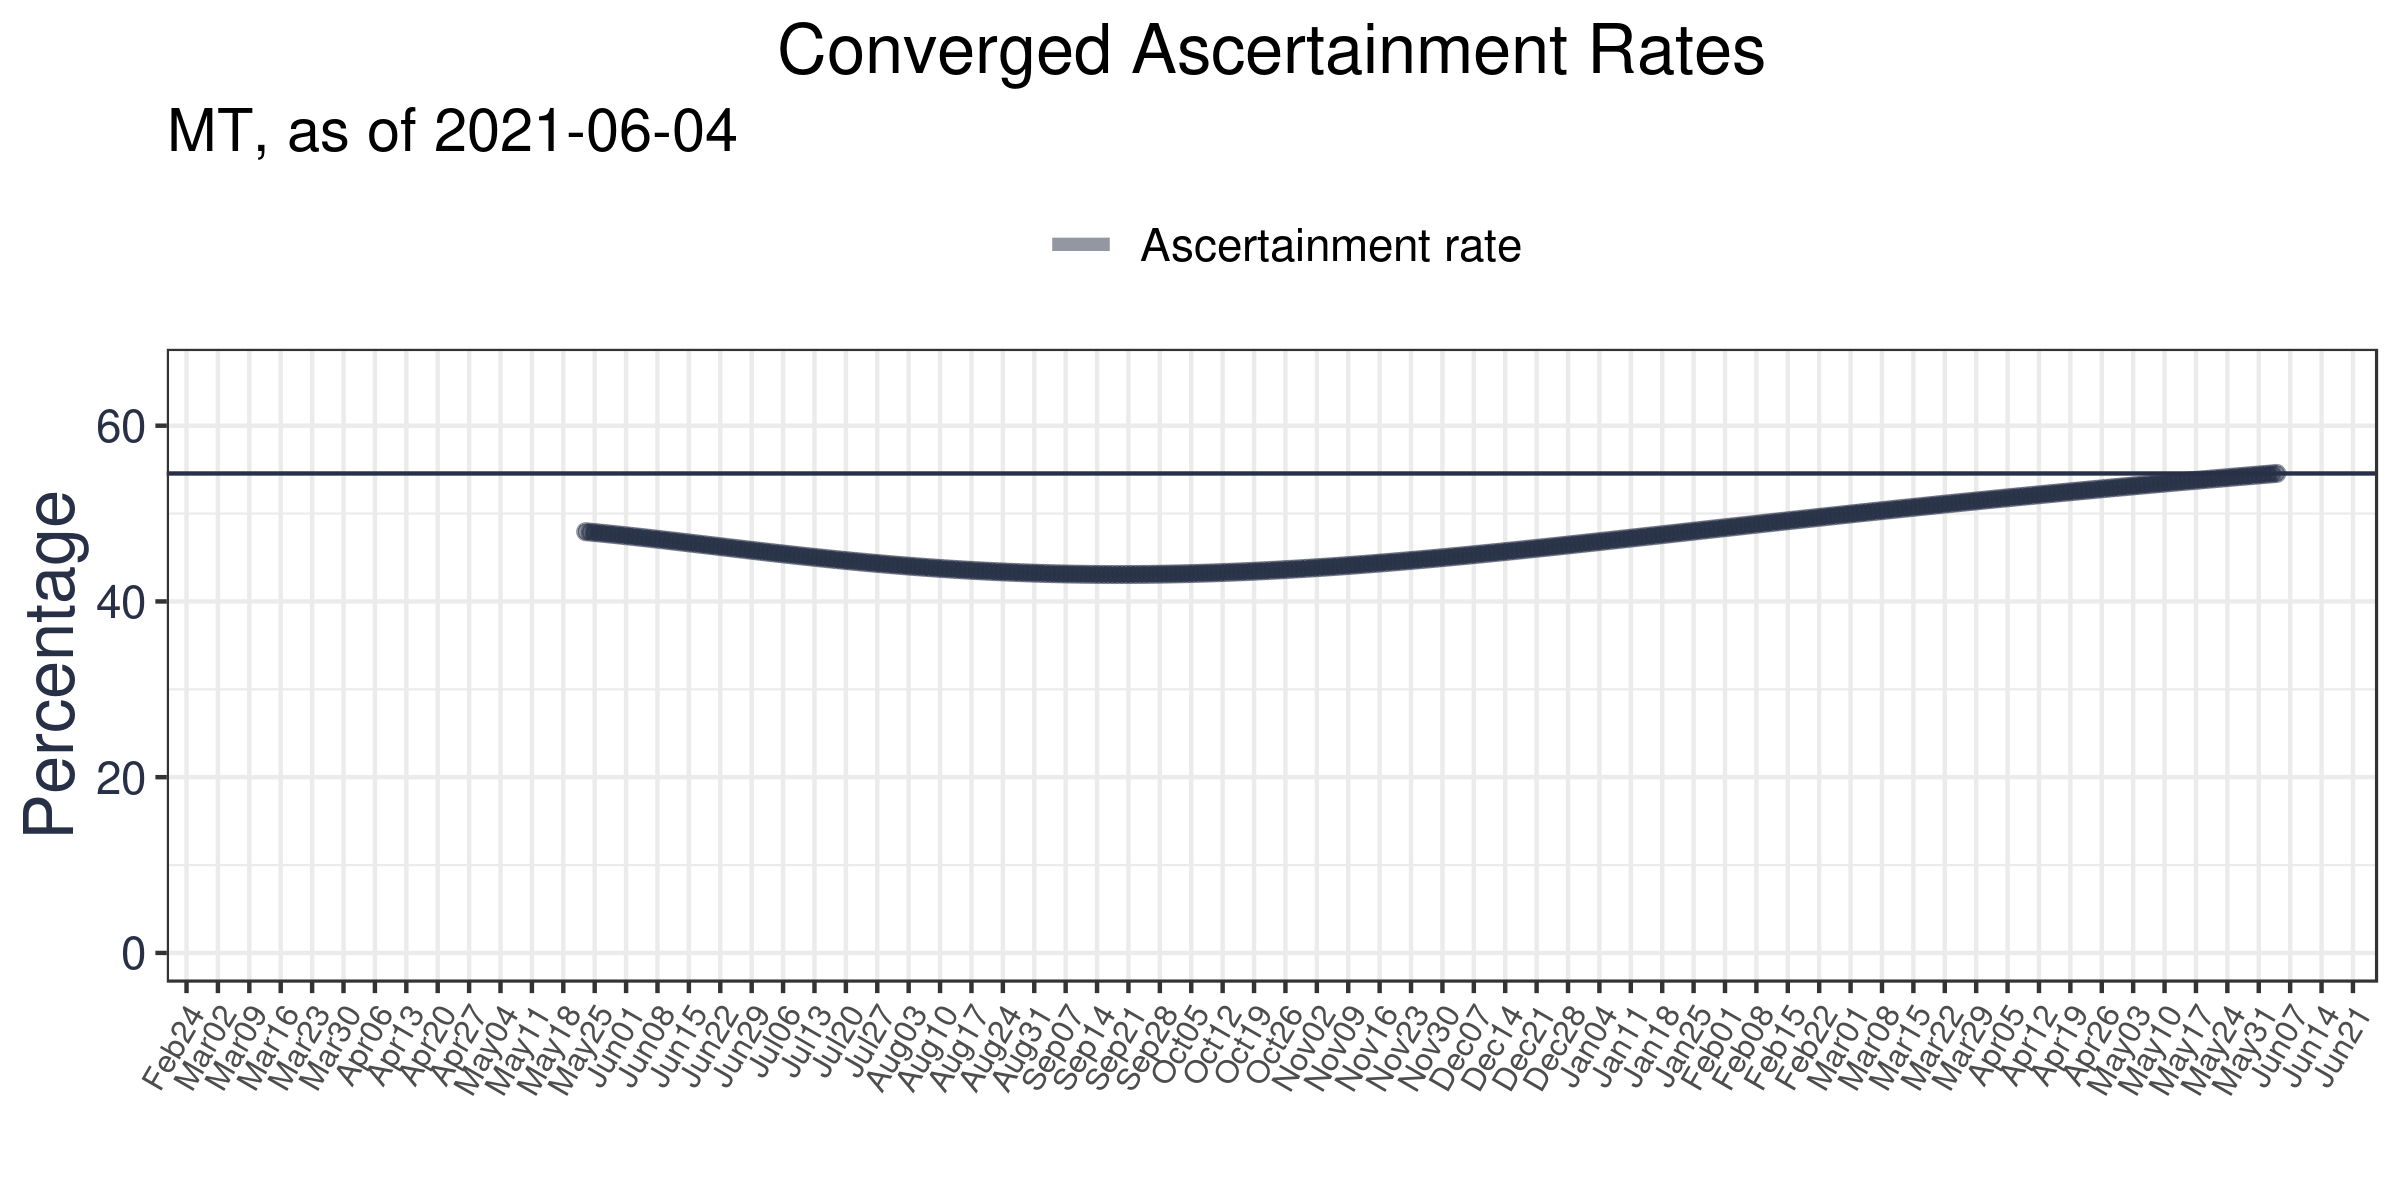 Converged Ascertainment Rates
MT, as of 2021-06-04
Ascertainment rate
Percentage
60
40
20
0
Feb24 Mar02 Mar09 Mar16 Mar23 Mar30 Apr06 Apr13 Apr20 Apr27 May04 May11 May18 May25 Jun01 Jun08 Jun15 Jun22 Jun29 Jul06 Jul13 Jul20 Jul27 Aug03 Aug10 Aug17 Aug24 Aug31 Sep07 Sep14 Sep21 Sep28 Oct05 Oct12 Oct19 Oct26 Nov02 Nov09 Nov16 Nov23 Nov30 Dec07 Dec14 Dec21 Dec28 Jan04 Jan11 Jan18 Jan25 Feb01 Feb08 Feb15 Feb22 Mar01 Mar08 Mar15 Mar22 Mar29 Apr05 Apr12 Apr19 Apr26 May03 May10 May17 May24 May31 Jun07 Jun14 Jun21